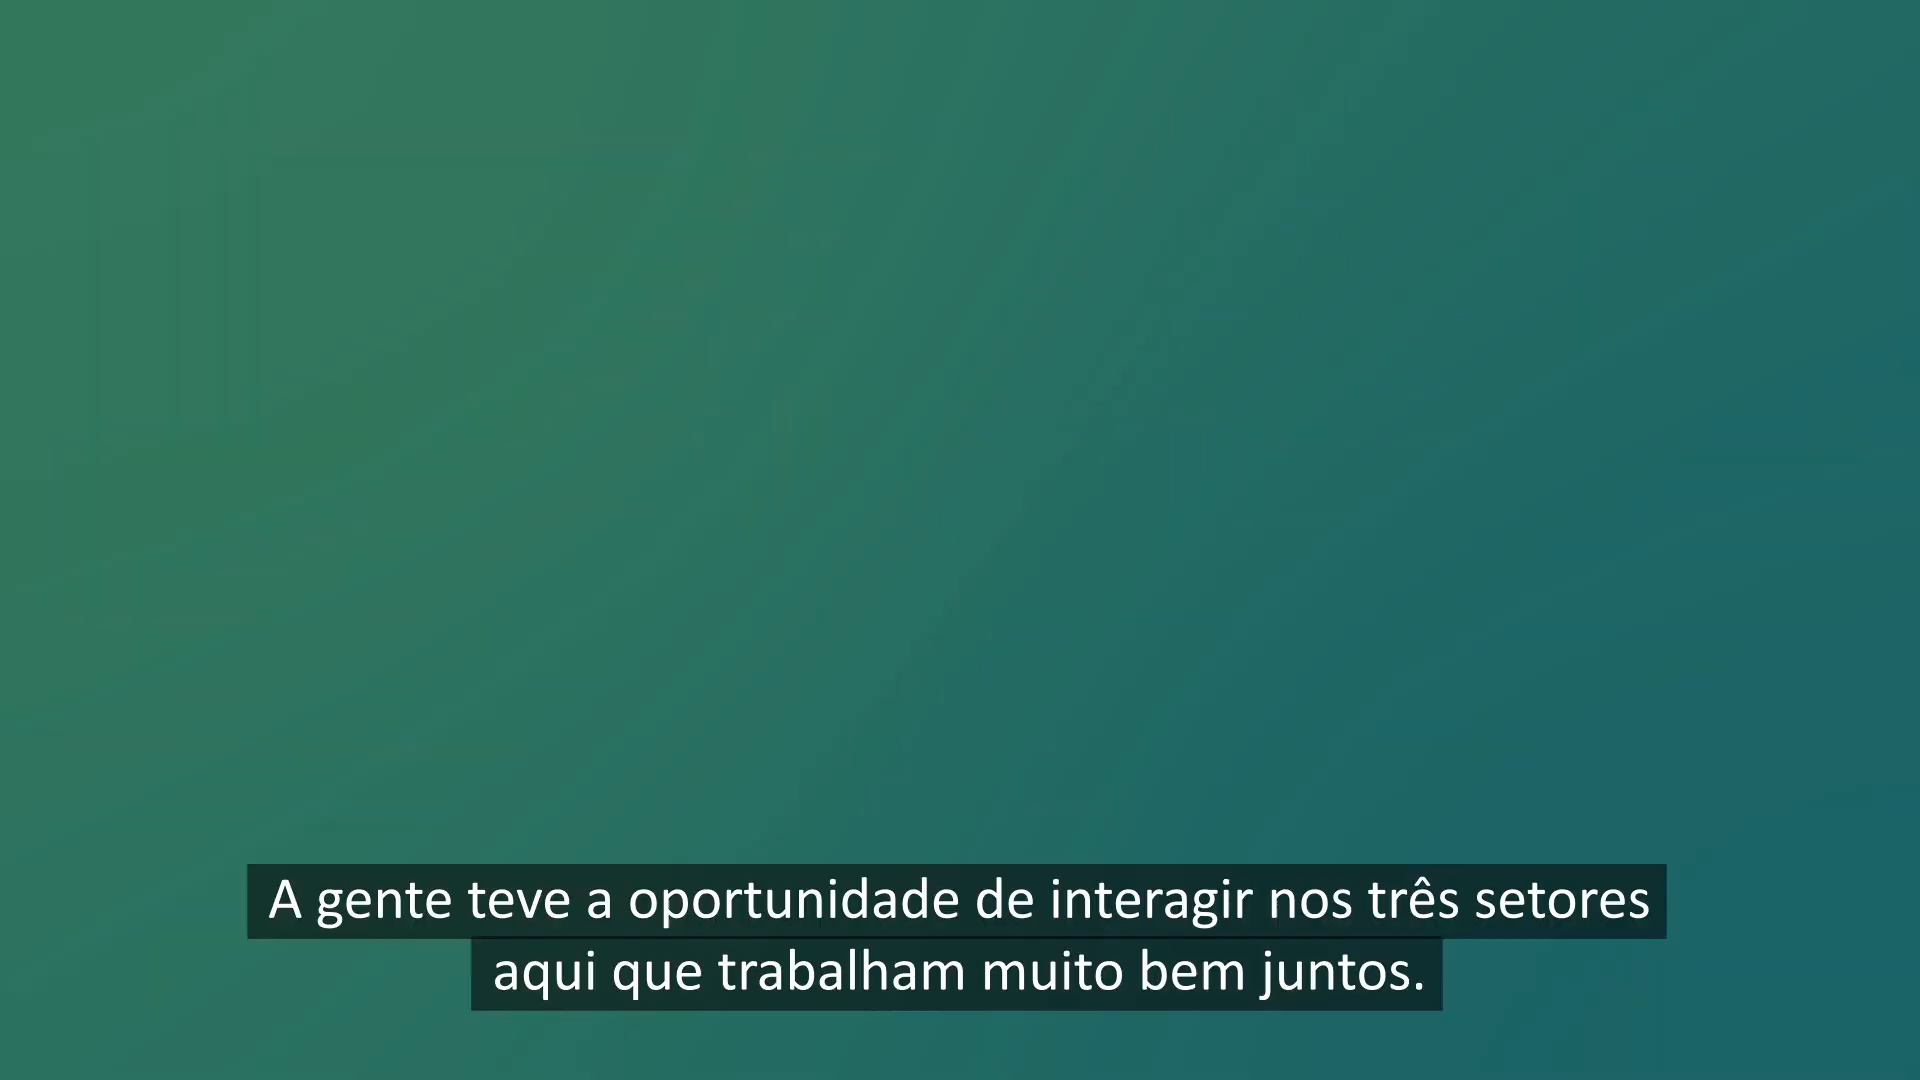 A gente teve a oportunidade de interagir nos três setores
aqui que trabalham muito bem juntos.